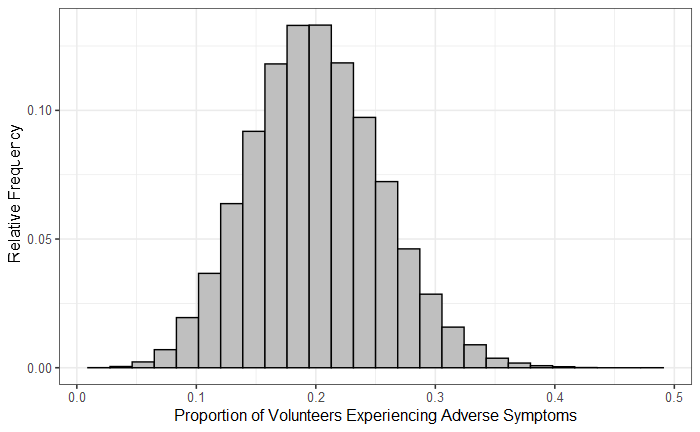 Relative Frequency
0.10
0.05
0.00
0.0 0.1 0.2 0.3 0.4 0.5
Proportion of Volunteers Experiencing Adverse Symptoms